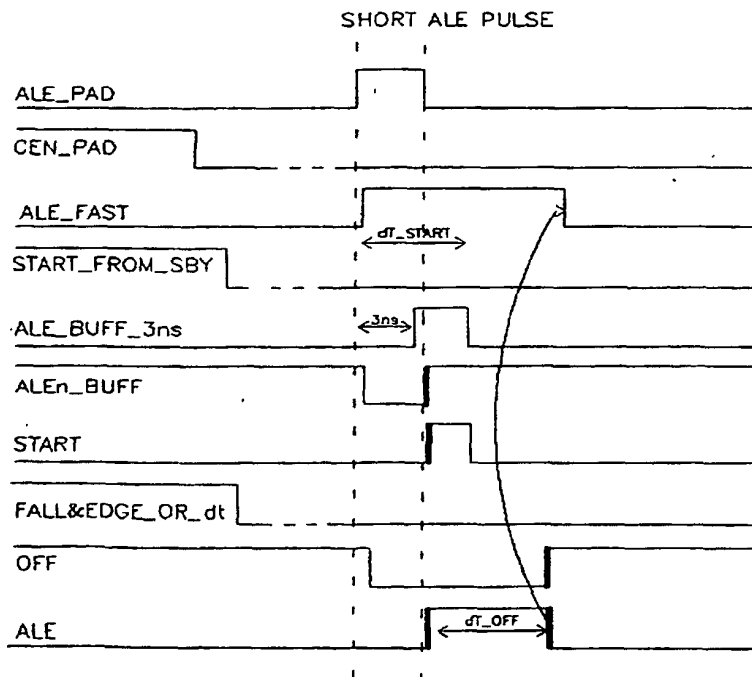 SHORT ALE PULSE
ALE_PAD
CEN_PAD
ALE_FAST
dT_START
START_FROM_SBY
ALE_BUFF_3ns
3ns
ALEn_BUFF
START
FALL&EDGE_OR_dt
OFF
ALE
dT_OFF